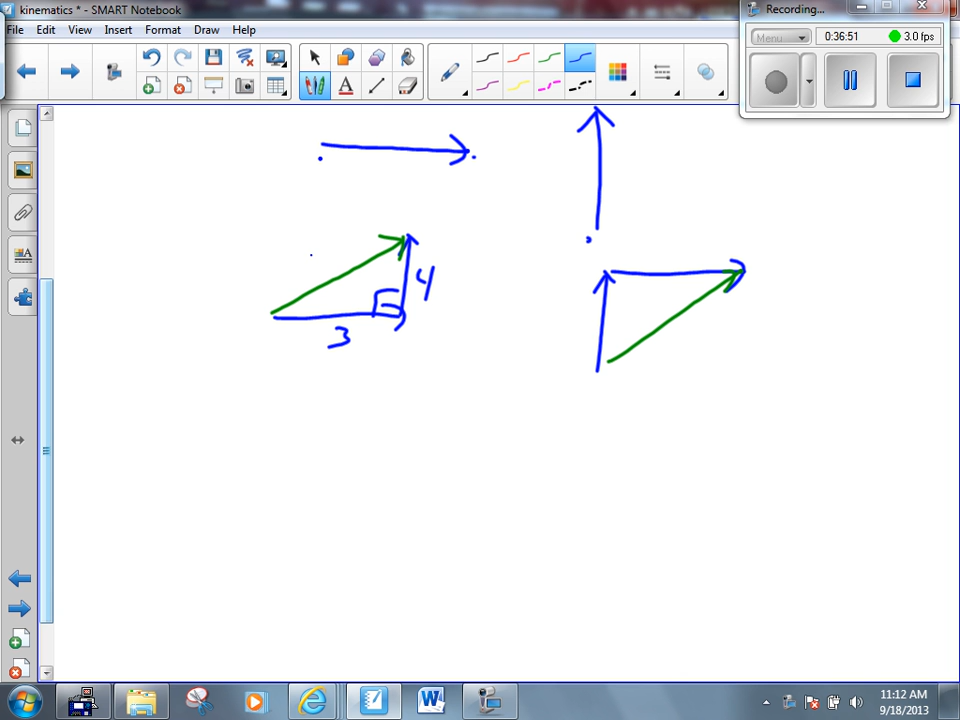 kinematics * - SMART Notebook
Recording...
File Edit View Insert Format Draw Help
Menu
0:36:51
3.0 fps
A
A
4
3
W
11:12 AM
9/18/2013